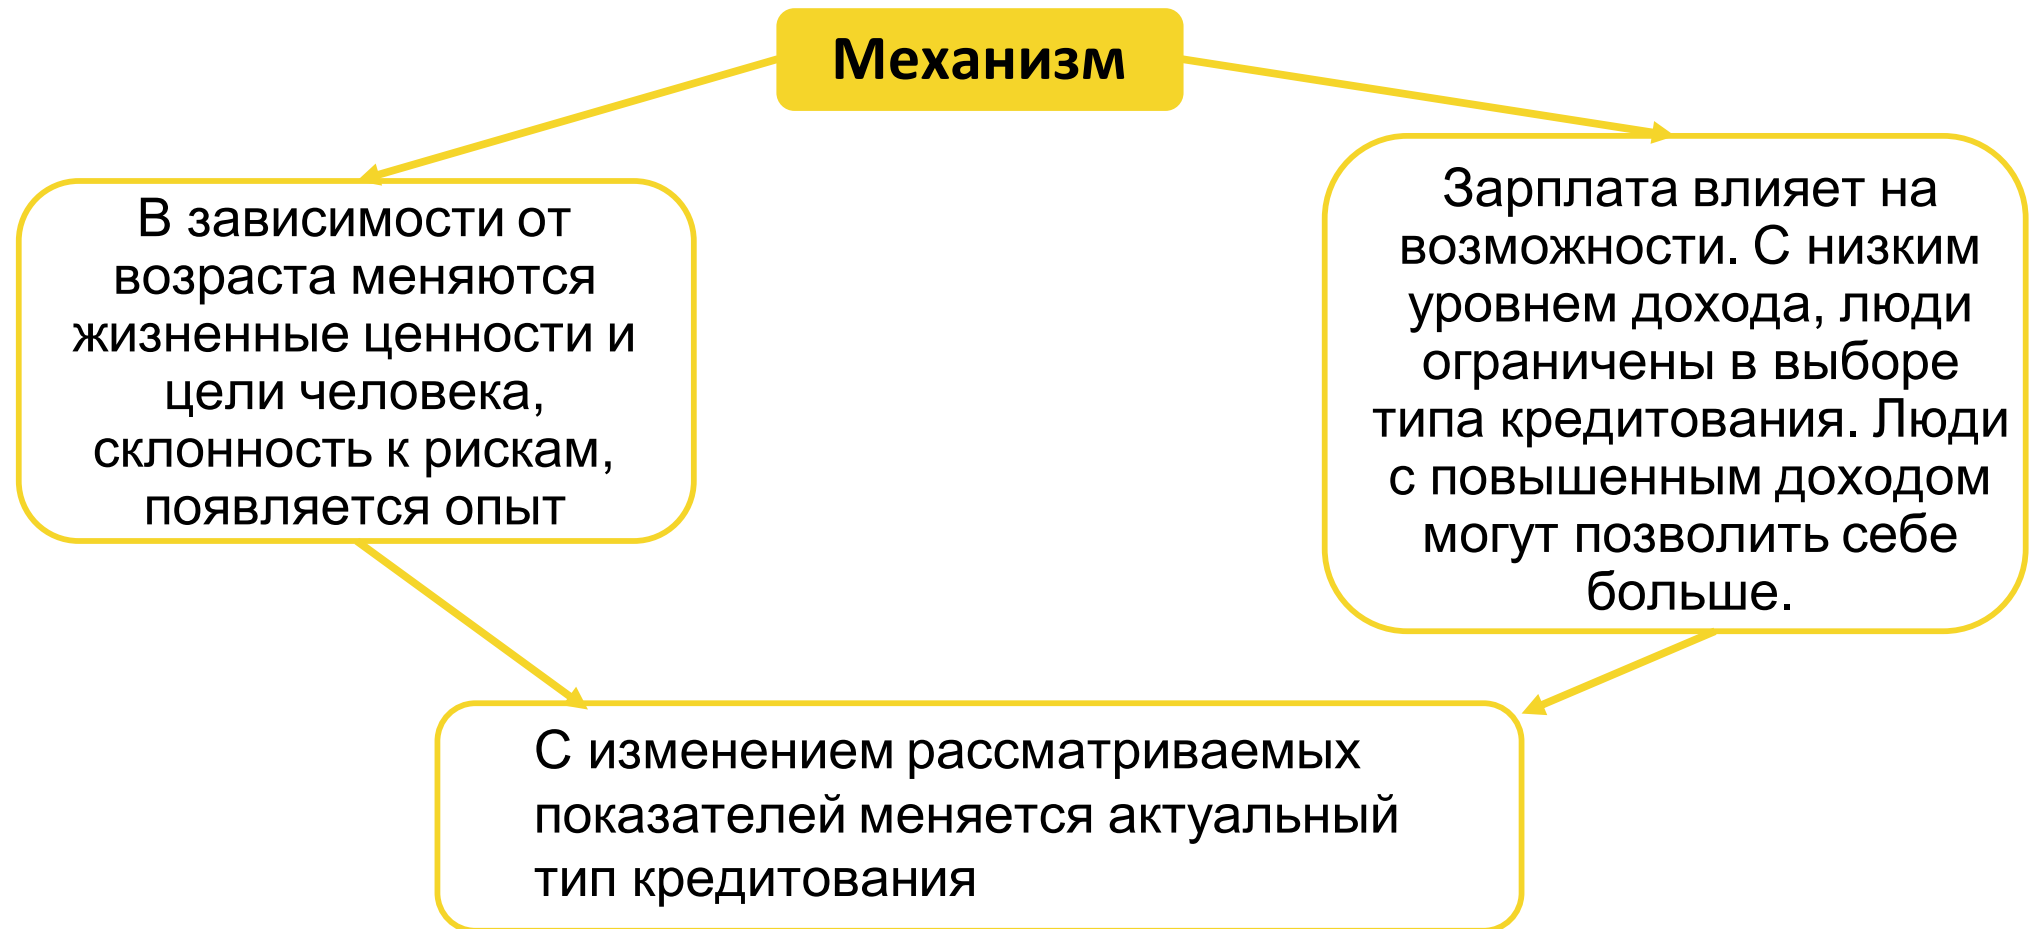 Механизм
В зависимости от
возраста меняются
жизненные ценности и
цели человека,
склонность к рискам,
появляется опыт
Зарплата влияет на
возможности. С низким
уровнем дохода, люди
ограничены в выборе
типа кредитования. Люди
с повышенным доходом
могут позволить себе
больше.
С изменением рассматриваемых
показателей меняется актуальный
тип кредитования